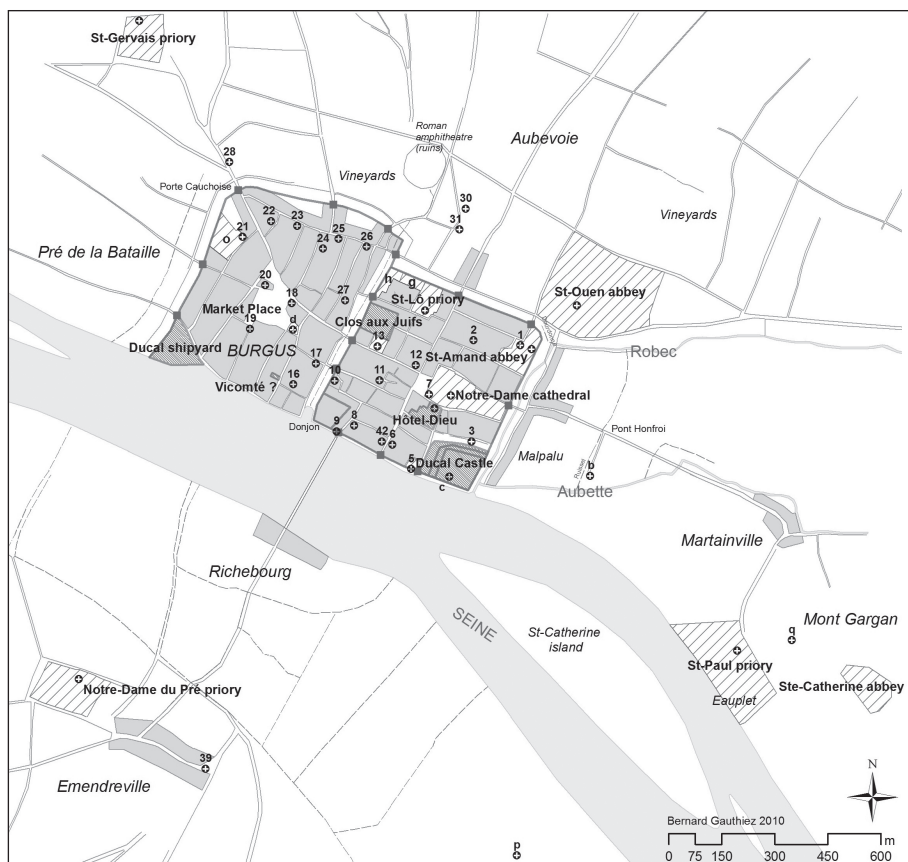 St-Gervais priory
Roman
amphitheatre
(ruins)
Aubevoie
28
Vineyards
Porte Cauchoise
30
22
23
31
Vineyards
21
25
o
24
26
Pré de la Bataille
h
g
St-Ouen abbey
20
St-Lô priory
18
27
Market Place
Clos aux Juifs
19
d
2
1
Ducal shipyard
13
BURGUS
St-Amand abbey
Robec
17
12
10
11
7
Vicomté ?
16
Notre-Dame cathedral
Hôtel-Dieu
Donjon
9
8
Pont Honfroi
42
6
3
Malpalu
5
Ducal Castle
Ruissel
b
c
Aubette
Martainville
Richebourg
SEINE
St-Catherine
island
q
Mont Gargan
St-Paul priory
Notre-Dame du Pré priory
Ste-Catherine abbey
Eauplet
39
Emendreville
N
Bernard Gauthiez 2010
p
m
0 75 150 300 450 600